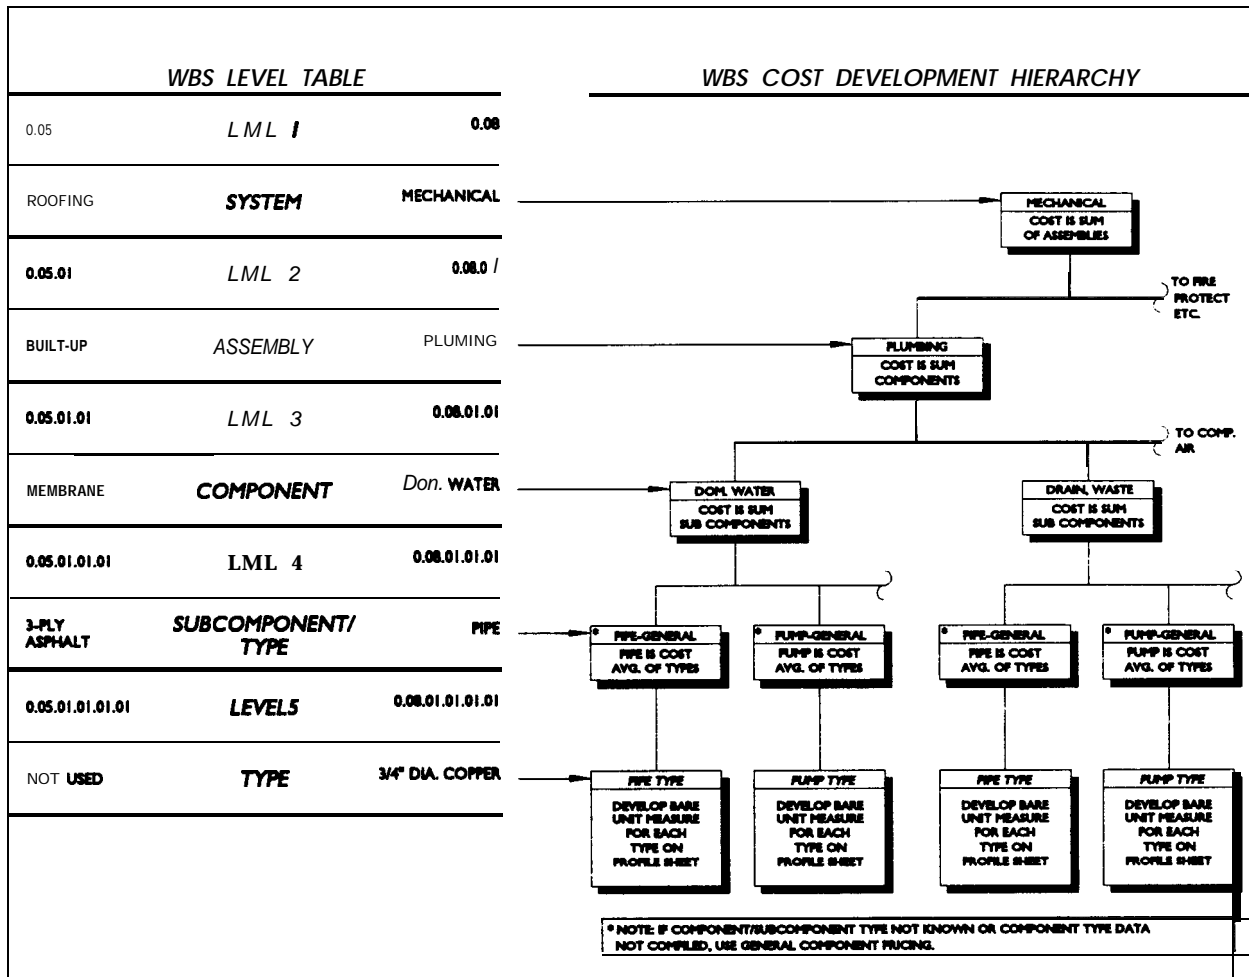 WBS LEVEL TABLE
0.05 LML 1 0.08
ROOFING SYSTEM MECHANICAL
0.05.01 LML 2 0.08.0 /
BUILT-UP ASSEMBLY PLUMING
0.05.01.01 LML 3 0.08.01.01
MEMBRANE COMPONENT Don. WATER
0.05.01.01.01 LML 4 0.08.01.01.01
3-PLY
ASPHALT
SUBCOMPONENT/
TYPE
PIPE
0.05.01.01.01.01 LEVEL5 0.08.01.01.01.01
NOT USED TYPE 3/4" DIA. COPPER
WBS COST DEVELOPMENT HIERARCHY
MECHANICAL
COST IS SUM
OF ASSEMBLIES
TO FIRE
PROTECT
ETC.
PLUMBING
COST IS SUM
COMPONENTS
TO COMP.
AIR
DOM. WATER
COST IS SUM
SUB COMPONENTS
DRAIN, WASTE
COST IS SUM
SUB COMPONENTS
* PIPE-GENERAL
PIPE IS COST
AVG. OF TYPES
* PUMP-GENERAL
PUMP IS COST
AVG. OF TYPES
* PIPE-GENERAL
PIPE IS COST
AVG. OF TYPES
* PUMP-GENERAL
PUMP IS COST
AVG. OF TYPES
PIPE TYPE
DEVELOP BARE
UNIT MEASURE
FOR EACH
TYPE ON
PROFILE SHEET
PUMP TYPE
DEVELOP BARE
UNIT MEASURE
FOR EACH
TYPE ON
PROFILE SHEET
PIPE TYPE
DEVELOP BARE
UNIT MEASURE
FOR EACH
TYPE ON
PROFILE SHEET
PUMP TYPE
DEVELOP BARE
UNIT MEASURE
FOR EACH
TYPE ON
PROFILE SHEET
* NOTE: IF COMPONENT/SUBCOMPONENT TYPE NOT KNOWN OR COMPONENT TYPE DATA
NOT COMPILED, USE GENERAL COMPONENT PRICING.